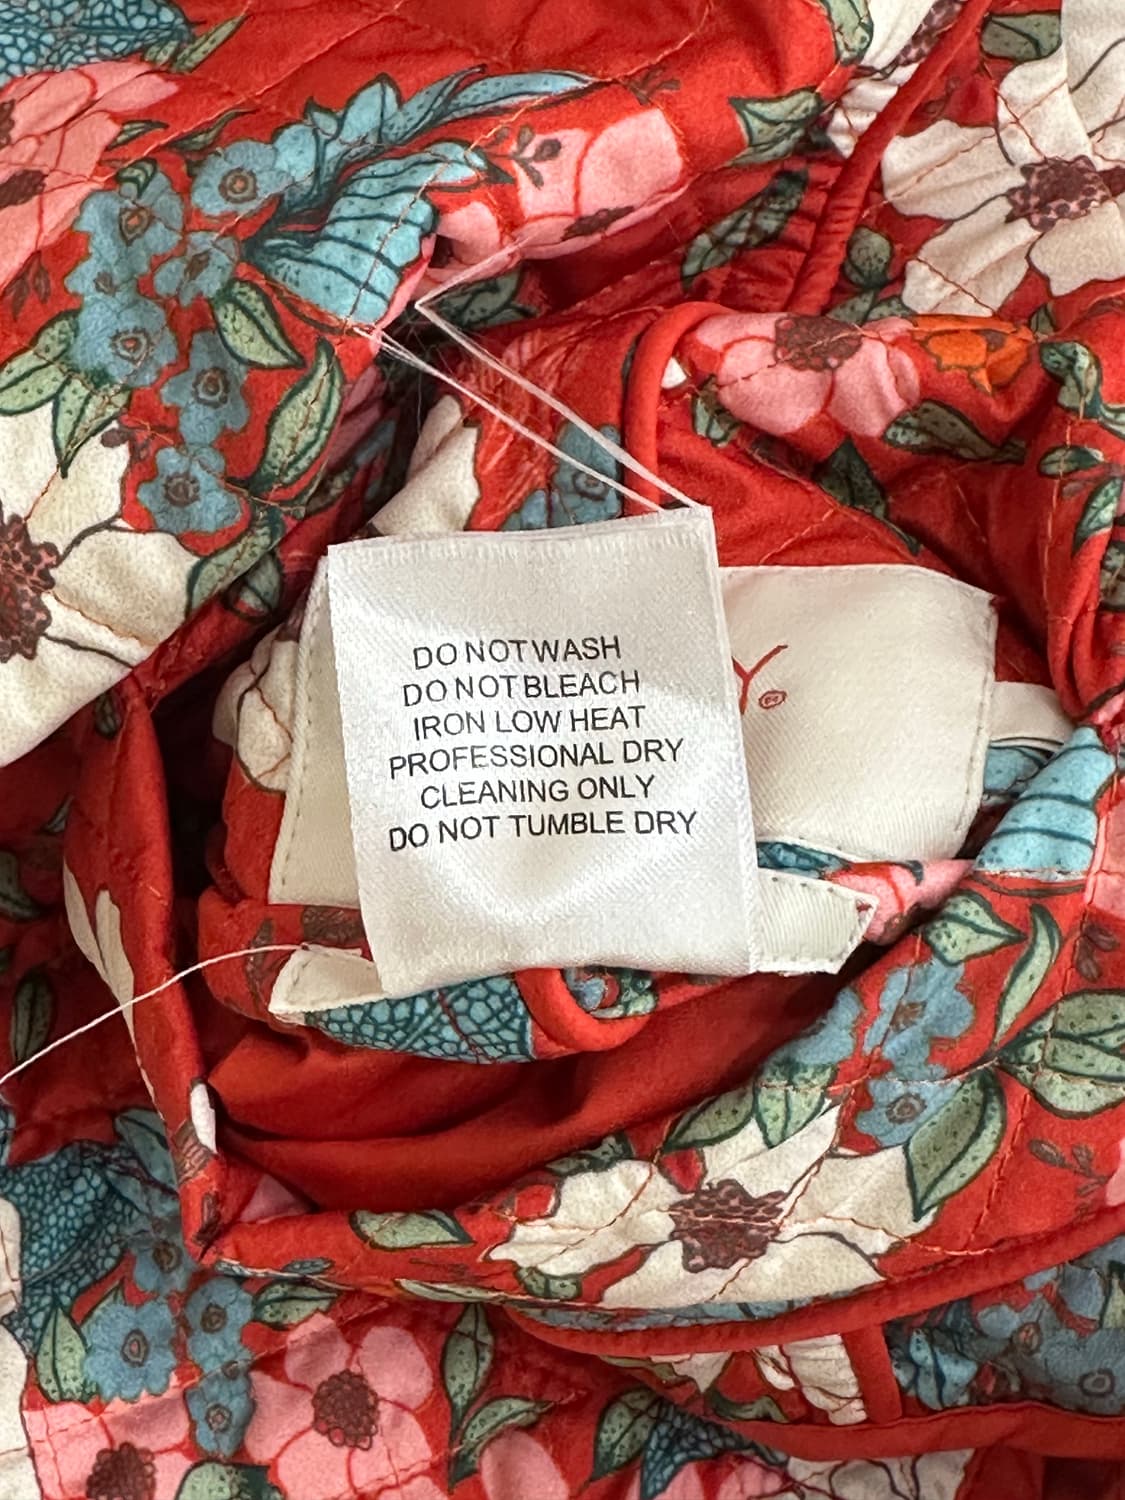 DO NOT WASH
DO NOT BLEACH
IRON LOW HEAT
PROFESSIONAL DRY
CLEANING ONLY
DO NOT TUMBLE DRY
Y®